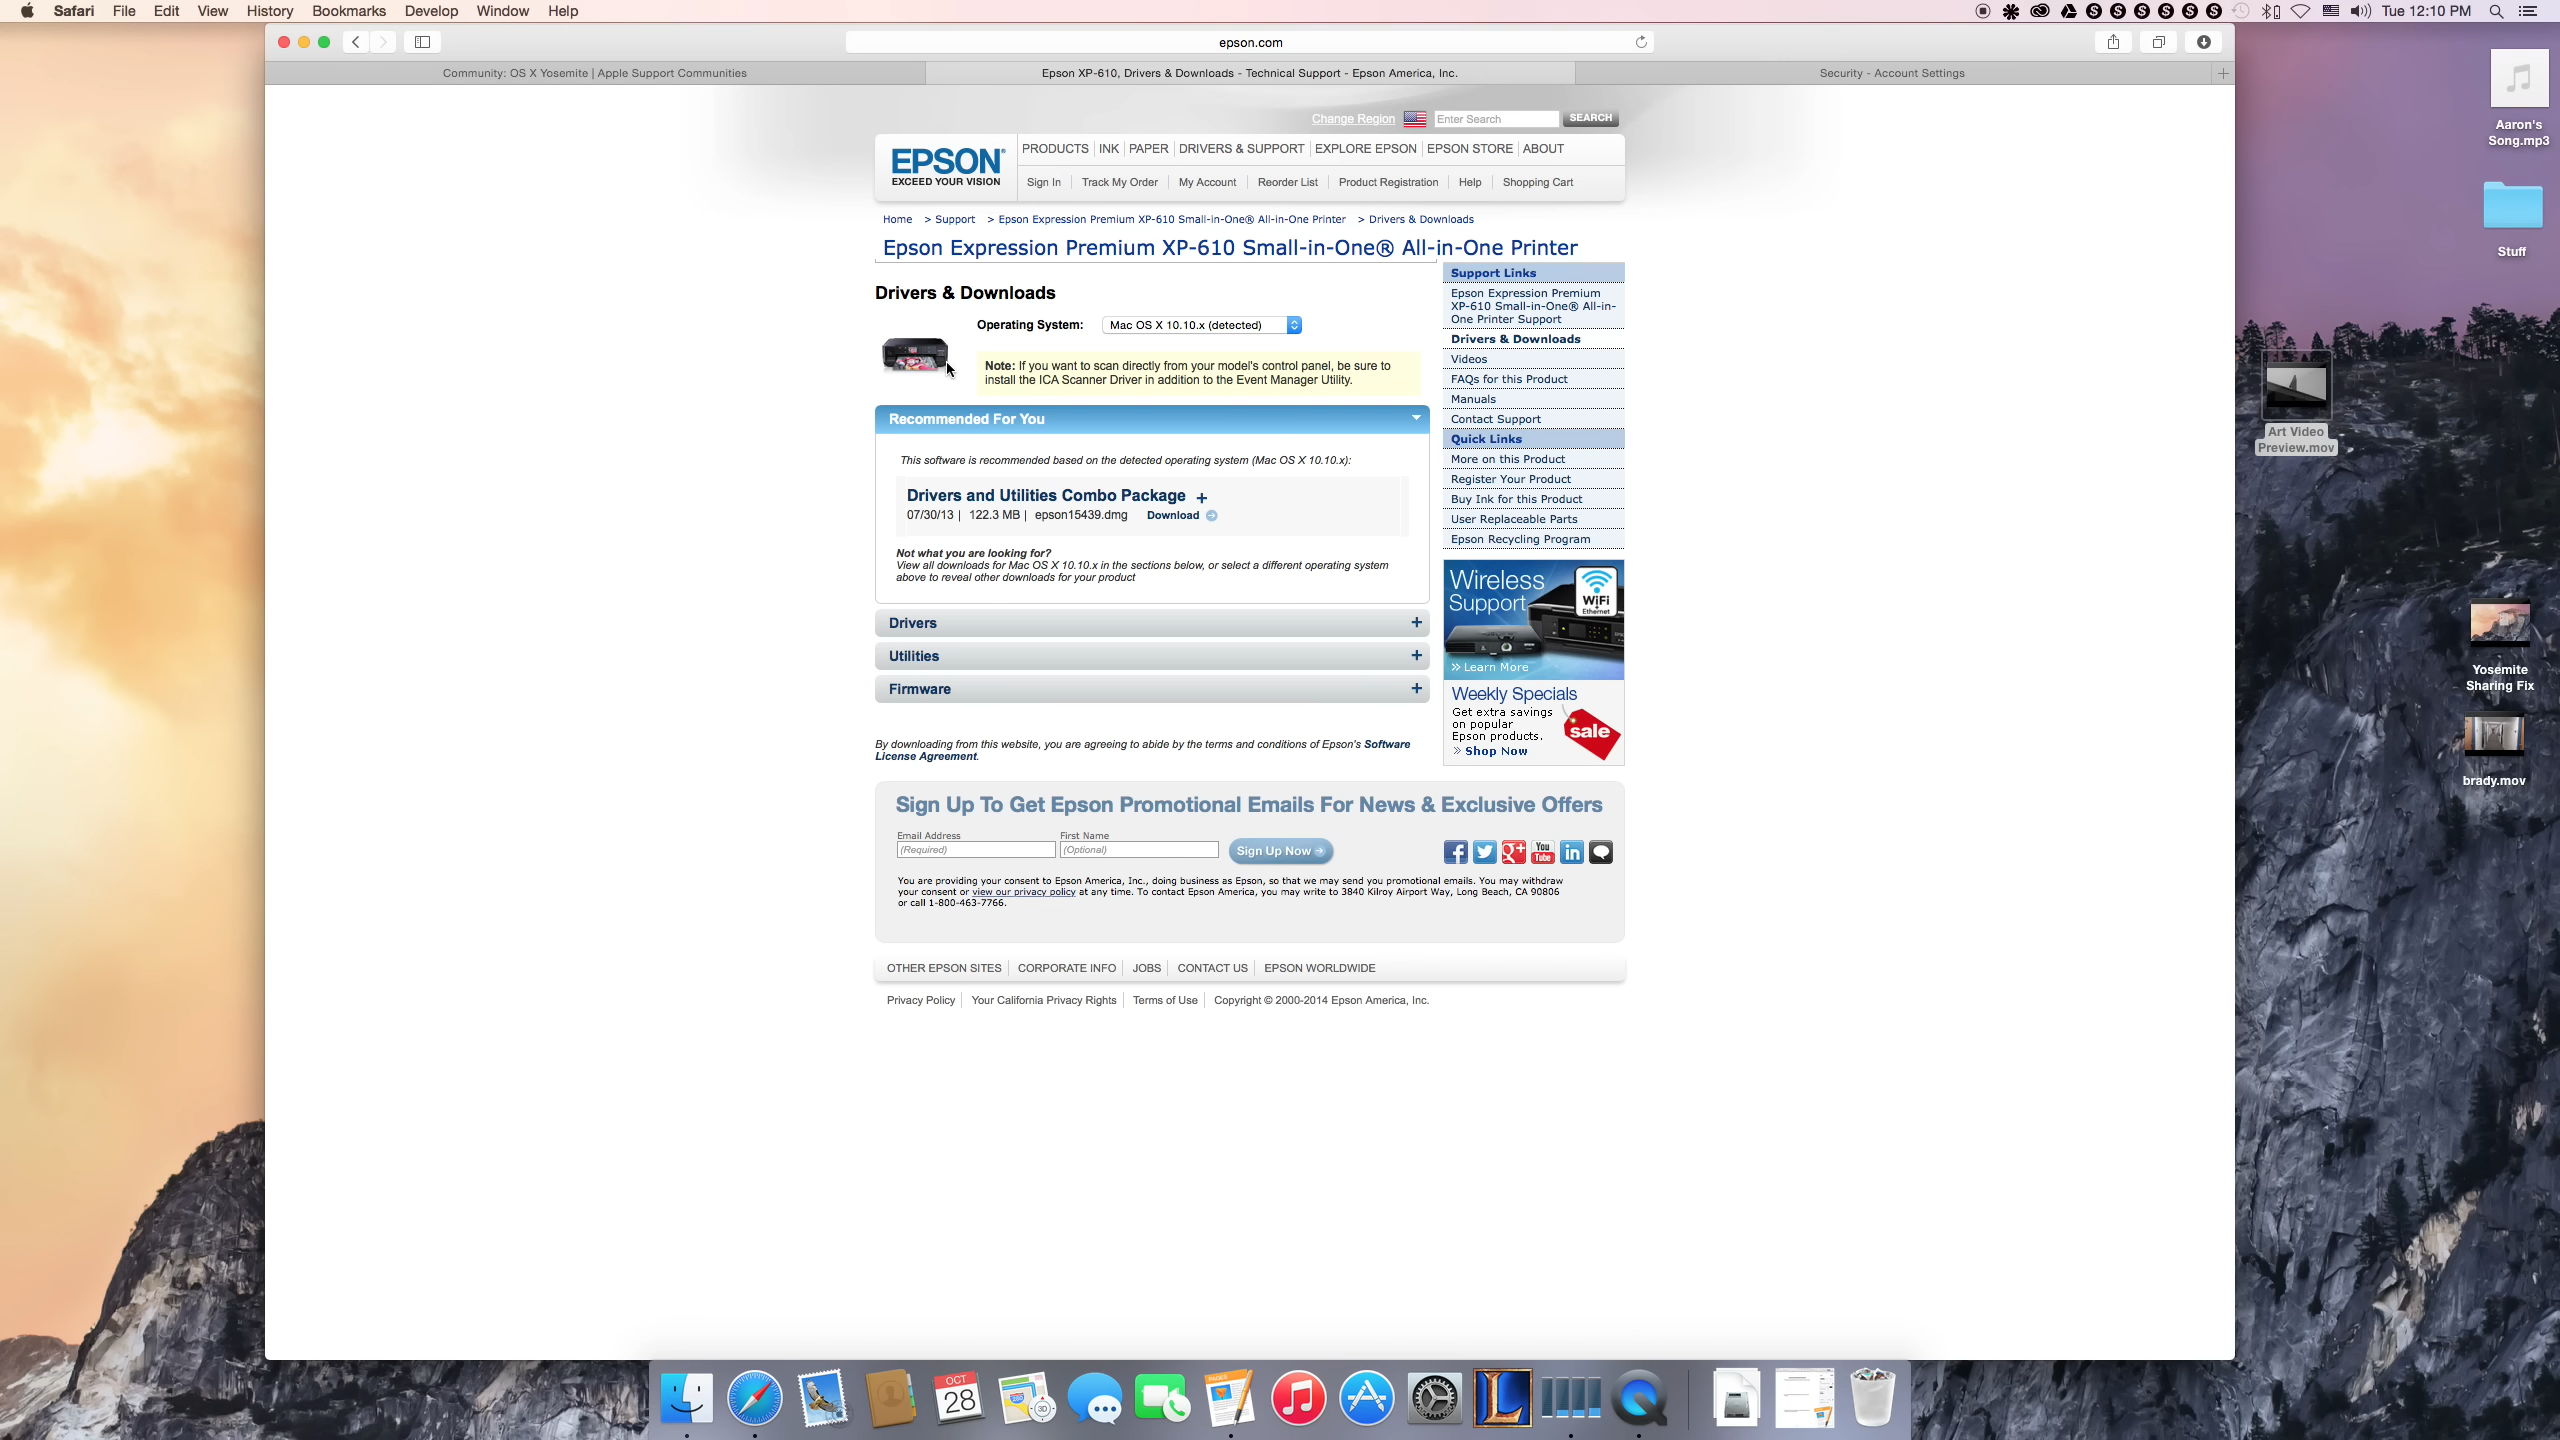 Safari File Edit View History Bookmarks Develop Window Help
Tue 12:10 PM
epson.com
Community: OS X Yosemite | Apple Support Communities
Epson XP-610, Drivers & Downloads - Technical Support - Epson America, Inc.
Security - Account Settings
Change Region Enter Search SEARCH
EPSON
EXCEED YOUR VISION
PRODUCTS INK PAPER DRIVERS & SUPPORT EXPLORE EPSON EPSON STORE ABOUT
Sign In Track My Order My Account Reorder List Product Registration Help Shopping Cart
Home > Support > Epson Expression Premium XP-610 Small-in-One® All-in-One Printer > Drivers & Downloads
Epson Expression Premium XP-610 Small-in-One® All-in-One Printer
Drivers & Downloads
Operating System: Mac OS X 10.10.x (detected)
Note: If you want to scan directly from your model's control panel, be sure to
install the ICA Scanner Driver in addition to the Event Manager Utility.
Recommended For You
This software is recommended based on the detected operating system (Mac OS X 10.10.x):
Drivers and Utilities Combo Package +
07/30/13 | 122.3 MB | epson15439.dmg Download
Not what you are looking for?
View all downloads for Mac OS X 10.10.x in the sections below, or select a different operating system
above to reveal other downloads for your product
Drivers +
Utilities +
Firmware +
By downloading from this website, you are agreeing to abide by the terms and conditions of Epson's Software
License Agreement.
Support Links
Epson Expression Premium
XP-610 Small-in-One® All-in-
One Printer Support
Drivers & Downloads
Videos
FAQs for this Product
Manuals
Contact Support
Quick Links
More on this Product
Register Your Product
Buy Ink for this Product
User Replaceable Parts
Epson Recycling Program
Wireless
Support
WiFi
Ethernet
» Learn More
Weekly Specials
Get extra savings
on popular
Epson products.
» Shop Now
sale
Sign Up To Get Epson Promotional Emails For News & Exclusive Offers
Email Address First Name
(Required) (Optional) Sign Up Now
You Tube
in
You are providing your consent to Epson America, Inc., doing business as Epson, so that we may send you promotional emails. You may withdraw
your consent or view our privacy policy at any time. To contact Epson America, you may write to 3840 Kilroy Airport Way, Long Beach, CA 90806
or call 1-800-463-7766.
OTHER EPSON SITES CORPORATE INFO JOBS CONTACT US EPSON WORLDWIDE
Privacy Policy Your California Privacy Rights Terms of Use Copyright © 2000-2014 Epson America, Inc.
Aaron's
Song.mp3
Stuff
Art Video
Preview.mov
Yosemite
Sharing Fix
brady.mov
OCT
28
3D
PAGES